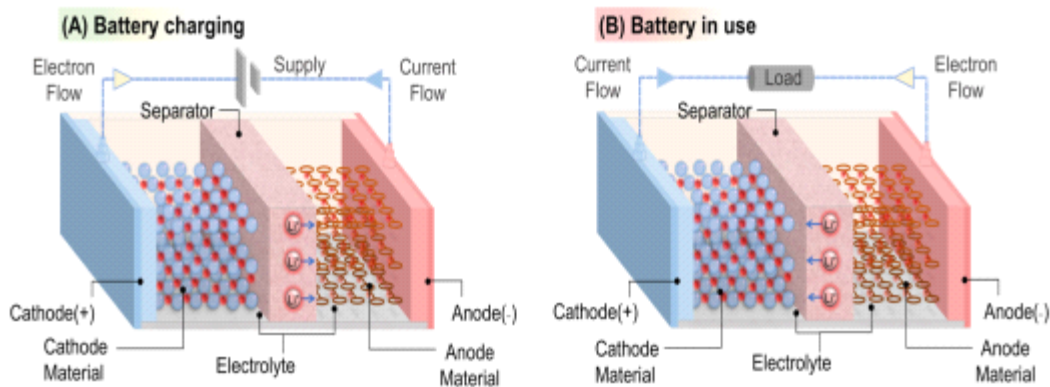 (A) Battery charging
Electron
Flow
Supply
Current
Flow
Separator
Li⁺
Li⁺
Li⁺
Cathode(+)
Anode(-)
Cathode
Material
Electrolyte
Anode
Material
(B) Battery in use
Current
Flow
Load
Electron
Flow
Separator
Li⁺
Li⁺
Li⁺
Cathode(+)
Anode(-)
Cathode
Material
Electrolyte
Anode
Material